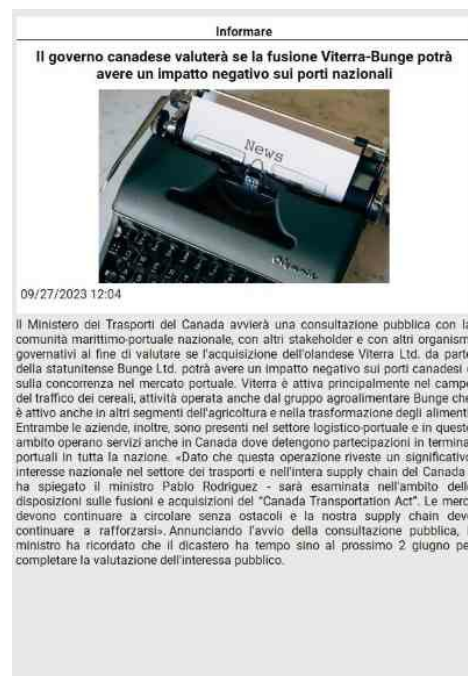 Informare
Il governo canadese valuterà se la fusione Viterra-Bunge potrà
avere un impatto negativo sui porti nazionali
News
Olympia
09/27/2023 12:04
Il Ministero dei Trasporti del Canada avvierà una consultazione pubblica con la
comunità marittimo-portuale nazionale, con altri stakeholder e con altri organism
governativi al fine di valutare se l'acquisizione dell'olandese Viterra Ltd. da parte
della statunitense Bunge Ltd. potrà avere un impatto negativo sui porti canadesi e
sulla concorrenza nel mercato portuale. Viterra è attiva principalmente nel campo
del traffico dei cereali, attività operata anche dal gruppo agroalimentare Bunge che
è attivo anche in altri segmenti dell'agricoltura e nella trasformazione degli aliment
Entrambe le aziende, inoltre, sono presenti nel settore logistico-portuale e in questo
ambito operano servizi anche in Canada dove detengono partecipazioni in termina
portuali in tutta la nazione. «Dato che questa operazione riveste un significativo
interesse nazionale nel settore dei trasporti e nell'intera supply chain del Canada
ha spiegato il ministro Pablo Rodriguez - sarà esaminata nell'ambito delle
disposizioni sulle fusioni e acquisizioni del "Canada Transportation Act". Le merc
devono continuare a circolare senza ostacoli e la nostra supply chain deve
continuare a rafforzarsi». Annunciando l'avvio della consultazione pubblica, i
ministro ha ricordato che il dicastero ha tempo sino al prossimo 2 giugno pe
completare la valutazione dell'interesse pubblico.